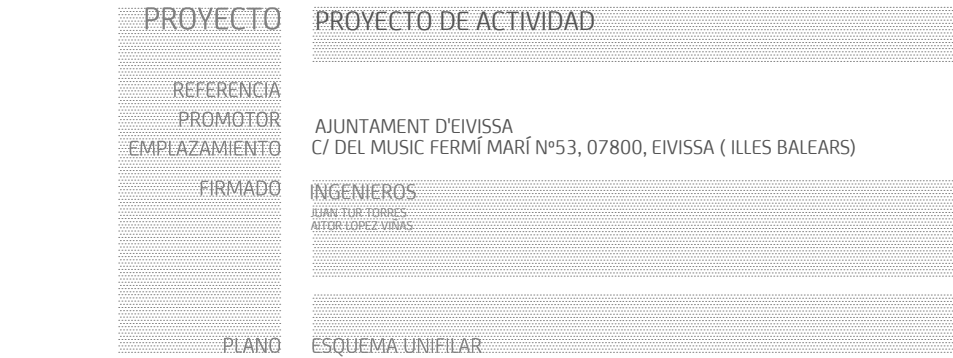 PROYECTO PROYECTO DE ACTIVIDAD
REFERENCIA
PROMOTOR AJUNTAMENT D'EIVISSA
EMPLAZAMIENTO C/ DEL MUSIC FERMÍ MARÍ Nº53, 07800, EIVISSA ( ILLES BALEARS)
FIRMADO INGENIEROS
JUAN TUR TORRES
AITOR LOPEZ VIÑAS
PLANO ESQUEMA UNIFILAR